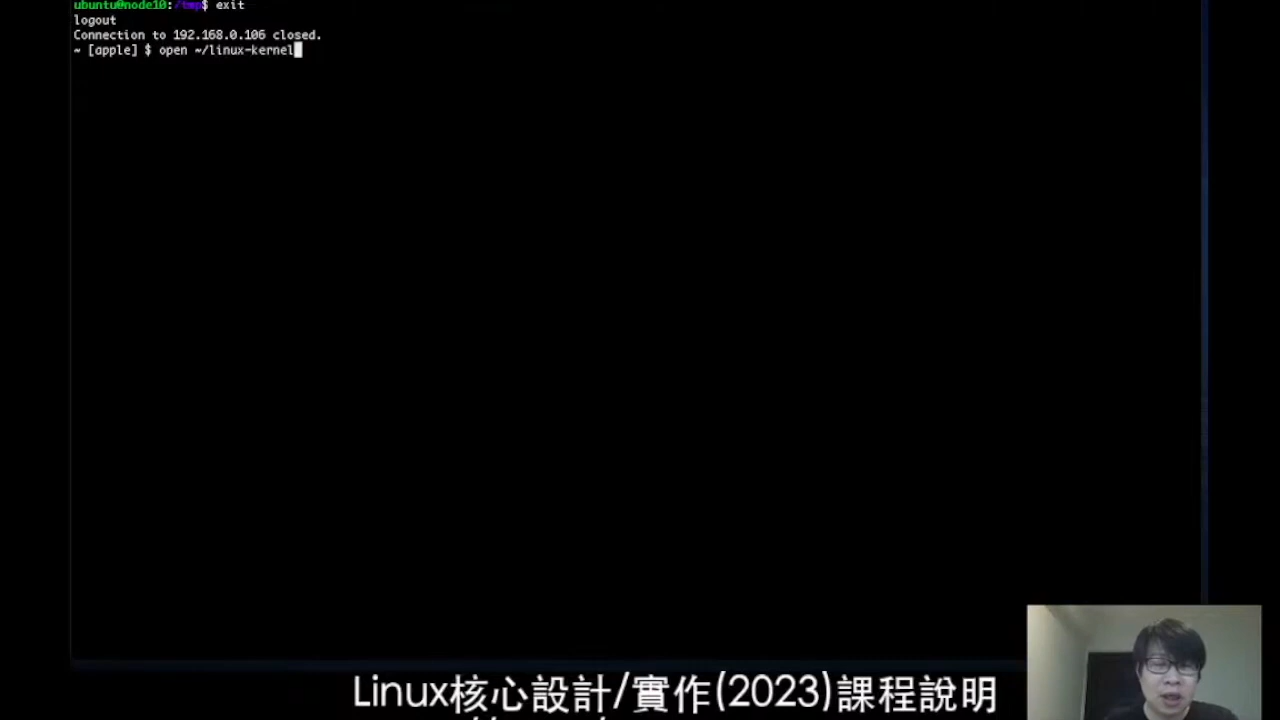 ubuntu@node10:/tmp$ exit
logout
Connection to 192.168.0.106 closed.
~ [apple] $ open ~/linux-kernel
Linux核心設計/實作(2023)課程說明